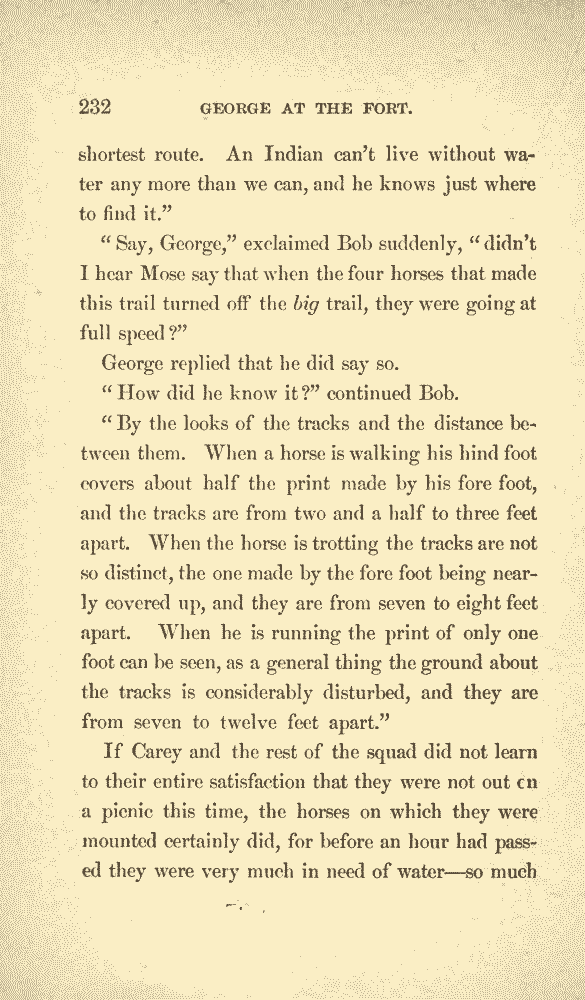 232 GEORGE AT THE FORT.
shortest route. An Indian can't live without wa-
ter any more than we can, and he knows just where
to find it."
"Say, George," exclaimed Bob suddenly, "didn't
I hear Mose say that when the four horses that made
this trail turned off the big trail, they were going at
full speed?"
George replied that he did say so.
"How did he know it?" continued Bob.
"By the looks of the tracks and the distance be-
tween them. When a horse is walking his hind foot
covers about half the print made by his fore foot,
and the tracks are from two and a half to three feet
apart. When the horse is trotting the tracks are not
so distinct, the one made by the fore foot being near-
ly covered up, and they are from seven to eight feet
apart. When he is running the print of only one
foot can be seen, as a general thing the ground about
the tracks is considerably disturbed, and they are
from seven to twelve feet apart."
If Carey and the rest of the squad did not learn
to their entire satisfaction that they were not out on
a picnic this time, the horses on which they were
mounted certainly did, for before an hour had pass-
ed they were very much in need of water—so much